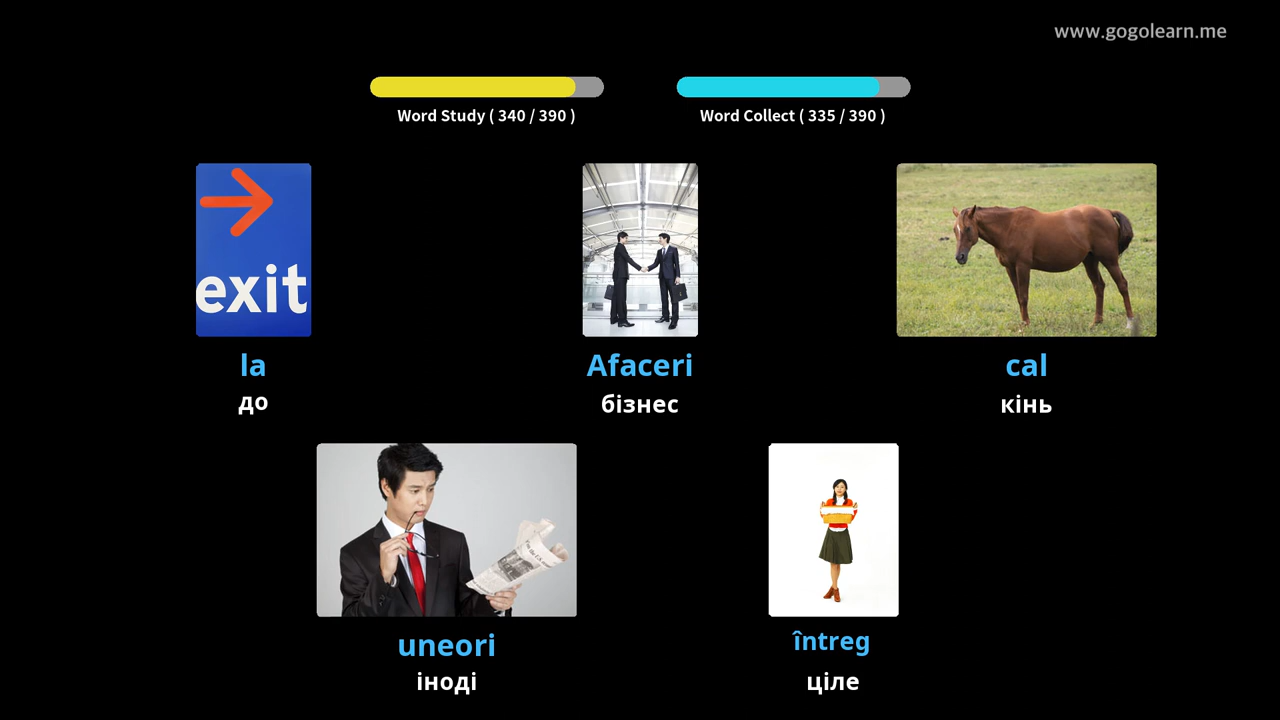 www.gogolearn.me
Word Study ( 340 / 390 )
Word Collect ( 335 / 390 )
exit
la
до
Afaceri
бізнес
cal
кінь
uneori
іноді
întreg
ціле